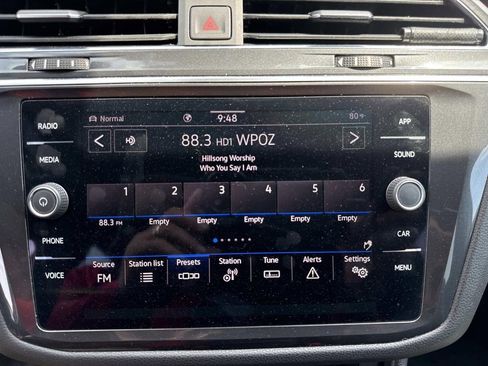 Normal 9:48 80°F
RADIO APP
88.3 HD1 WPOZ
MEDIA SOUND
Hillsong Worship
Who You Say I Am
1 2 3 4 5 6
88.3 FM Empty Empty Empty Empty Empty
PHONE CAR
VOICE MENU
Source Station list Presets Station Tune Alerts Settings
FM